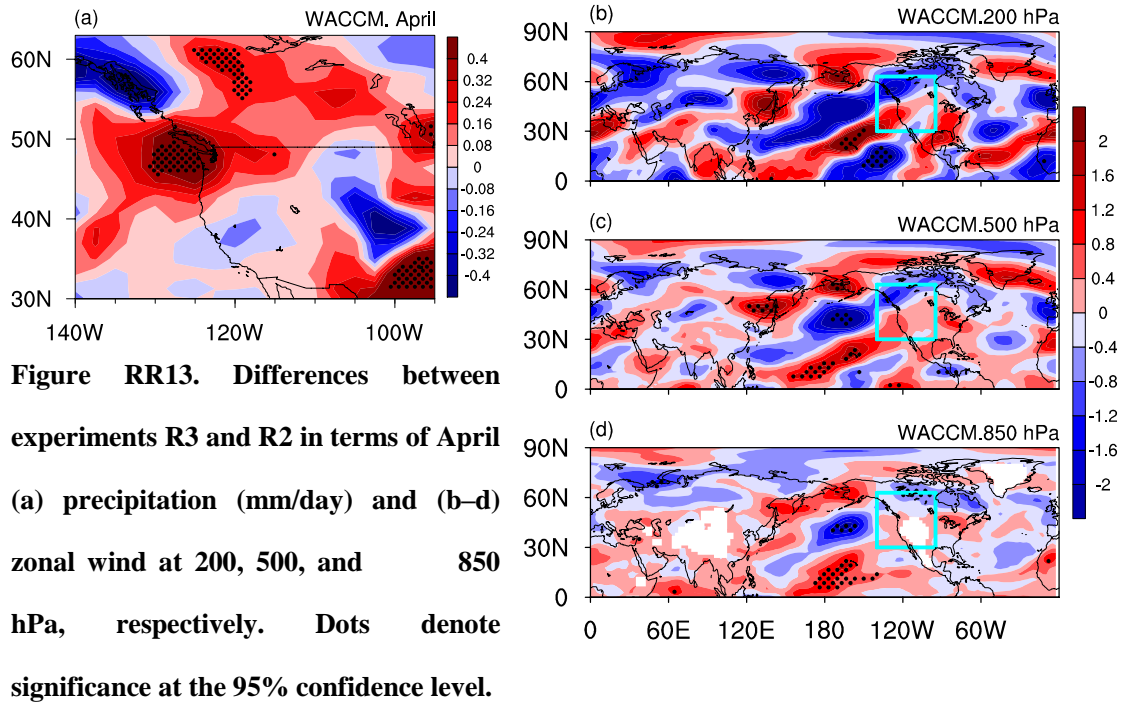 (a) WACCM. April
60N
50N
40N
30N
140W 120W 100W
0.4
0.32
0.24
0.16
0.08
0
-0.08
-0.16
-0.24
-0.32
-0.4
(b) WACCM.200 hPa
90N
60N
30N
0
(c) WACCM.500 hPa
90N
60N
30N
0
(d) WACCM.850 hPa
90N
60N
30N
0
0 60E 120E 180 120W 60W
2
1.6
1.2
0.8
0.4
0
-0.4
-0.8
-1.2
-1.6
-2
Figure RR13. Differences between
experiments R3 and R2 in terms of April
(a) precipitation (mm/day) and (b–d)
zonal wind at 200, 500, and 850
hPa, respectively. Dots denote
significance at the 95% confidence level.